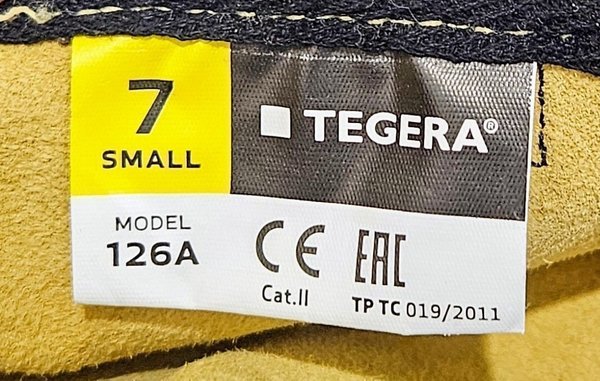 7
SMALL
TEGERA®
MODEL
126A
CE
EAC
Cat.II
TP TC 019/2011